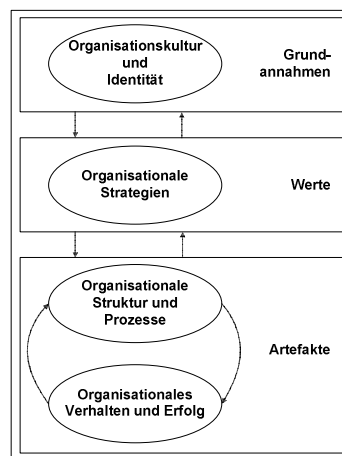 Organisationskultur
und
Identität
Grund-
annahmen
Organisationale
Strategien
Werte
Organisationale
Struktur und
Prozesse
Artefakte
Organisationales
Verhalten und Erfolg